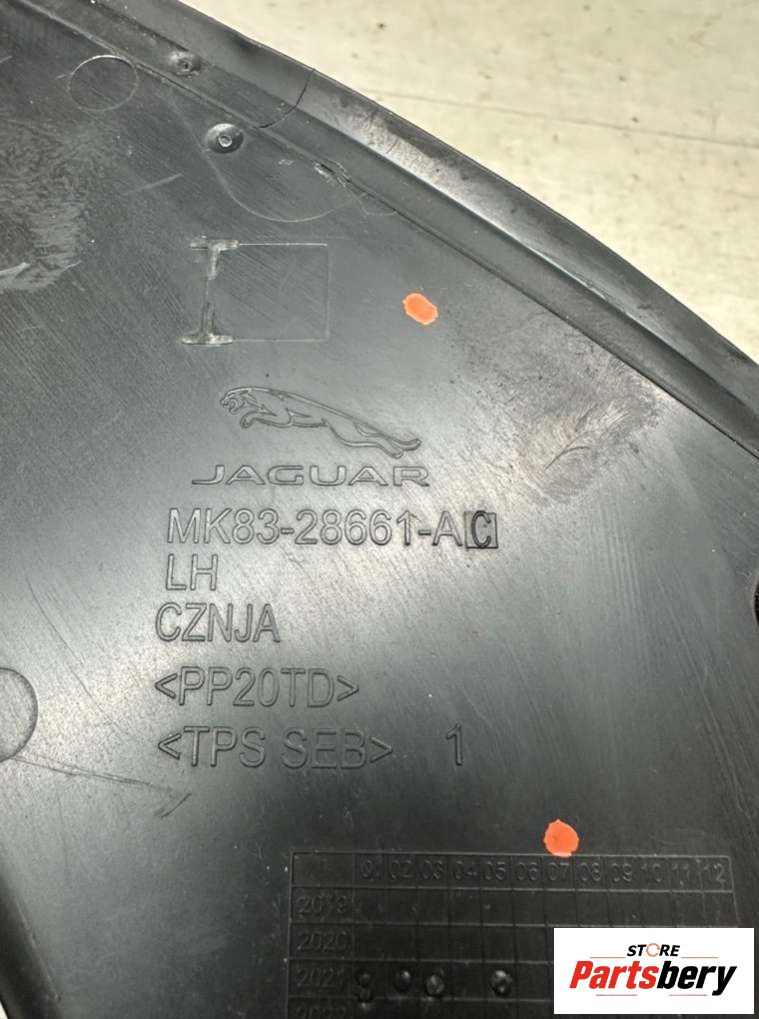 JAGUAR
MK83-28661-AC
LH
CZNJA
<PP20TD>
<TPS SEB> 1
01 02 03 04 05 06 07 08 09 10 11 12
2019
2020
2021
STORE
Partsbery